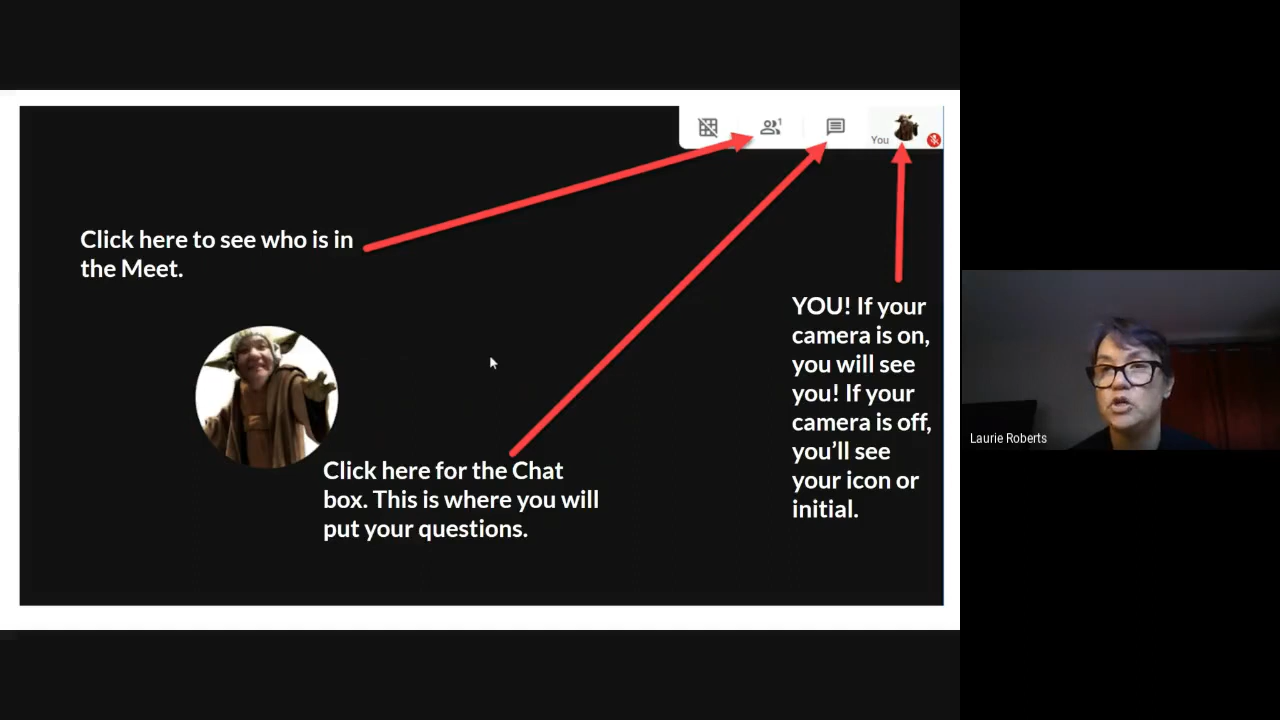 1
You
Click here to see who is in
the Meet.
YOU! If your
camera is on,
you will see
you! If your
camera is off,
you’ll see
your icon or
initial.
Laurie Roberts
Click here for the Chat
box. This is where you will
put your questions.